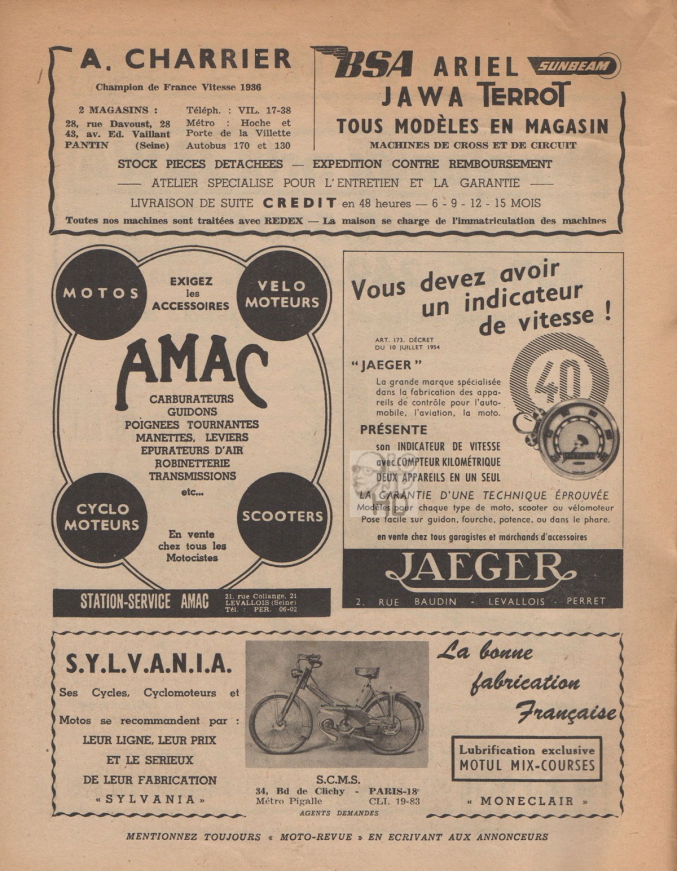 A. CHARRIER
Champion de France Vitesse 1936
2 MAGASINS :
28, rue Davoust, 28
43, av. Ed. Vaillant
PANTIN (Seine)
Téléph. : VIL. 17-38
Métro : Hoche et
Porte de la Villette
Autobus 170 et 130
BSA ARIEL SUNBEAM
JAWA TERROT
TOUS MODÈLES EN MAGASIN
MACHINES DE CROSS ET DE CIRCUIT
STOCK PIECES DETACHEES — EXPEDITION CONTRE REMBOURSEMENT
—— ATELIER SPECIALISE POUR L'ENTRETIEN ET LA GARANTIE ——
LIVRAISON DE SUITE CREDIT en 48 heures — 6 - 9 - 12 - 15 MOIS
Toutes nos machines sont traitées avec REDEX — La maison se charge de l'immatriculation des machines
MOTOS
EXIGEZ
les
ACCESSOIRES
VELO
MOTEURS
AMAC
CARBURATEURS
GUIDONS
POIGNEES TOURNANTES
MANETTES, LEVIERS
EPURATEURS D'AIR
ROBINETTERIE
TRANSMISSIONS
etc...
CYCLO
MOTEURS
SCOOTERS
En vente
chez tous les
Motocistes
STATION-SERVICE AMAC
21, rue Collange, 21
LEVALLOIS (Seine)
Tél. : PER. 06-02
Vous devez avoir
un indicateur
de vitesse !
ART. 173. DÉCRET
DU 10 JUILLET 1954
40
"JAEGER"
La grande marque spécialisée
dans la fabrication des appa-
reils de contrôle pour l'auto-
mobile, l'aviation, la moto.
PRÉSENTE
son INDICATEUR DE VITESSE
avec COMPTEUR KILOMÉTRIQUE
DEUX APPAREILS EN UN SEUL
LA GARANTIE D'UNE TECHNIQUE ÉPROUVÉE
Modèles pour chaque type de moto, scooter ou vélomoteur
Pose facile sur guidon, fourche, potence, ou dans le phare.
en vente chez tous garagistes et marchands d'accessoires
JAEGER
2, RUE BAUDIN - LEVALLOIS - PERRET
HD
S.Y.L.V.A.N.I.A.
Ses Cycles, Cyclomoteurs et
Motos se recommandent par :
LEUR LIGNE, LEUR PRIX
ET LE SERIEUX
DE LEUR FABRICATION
« SYLVANIA »
S.C.M.S.
34, Bd de Clichy - PARIS-18e
Métro Pigalle CLI. 19-83
AGENTS DEMANDES
La bonne
fabrication
Française
Lubrification exclusive
MOTUL MIX-COURSES
« MONECLAIR »
MENTIONNEZ TOUJOURS « MOTO-REVUE » EN ECRIVANT AUX ANNONCEURS